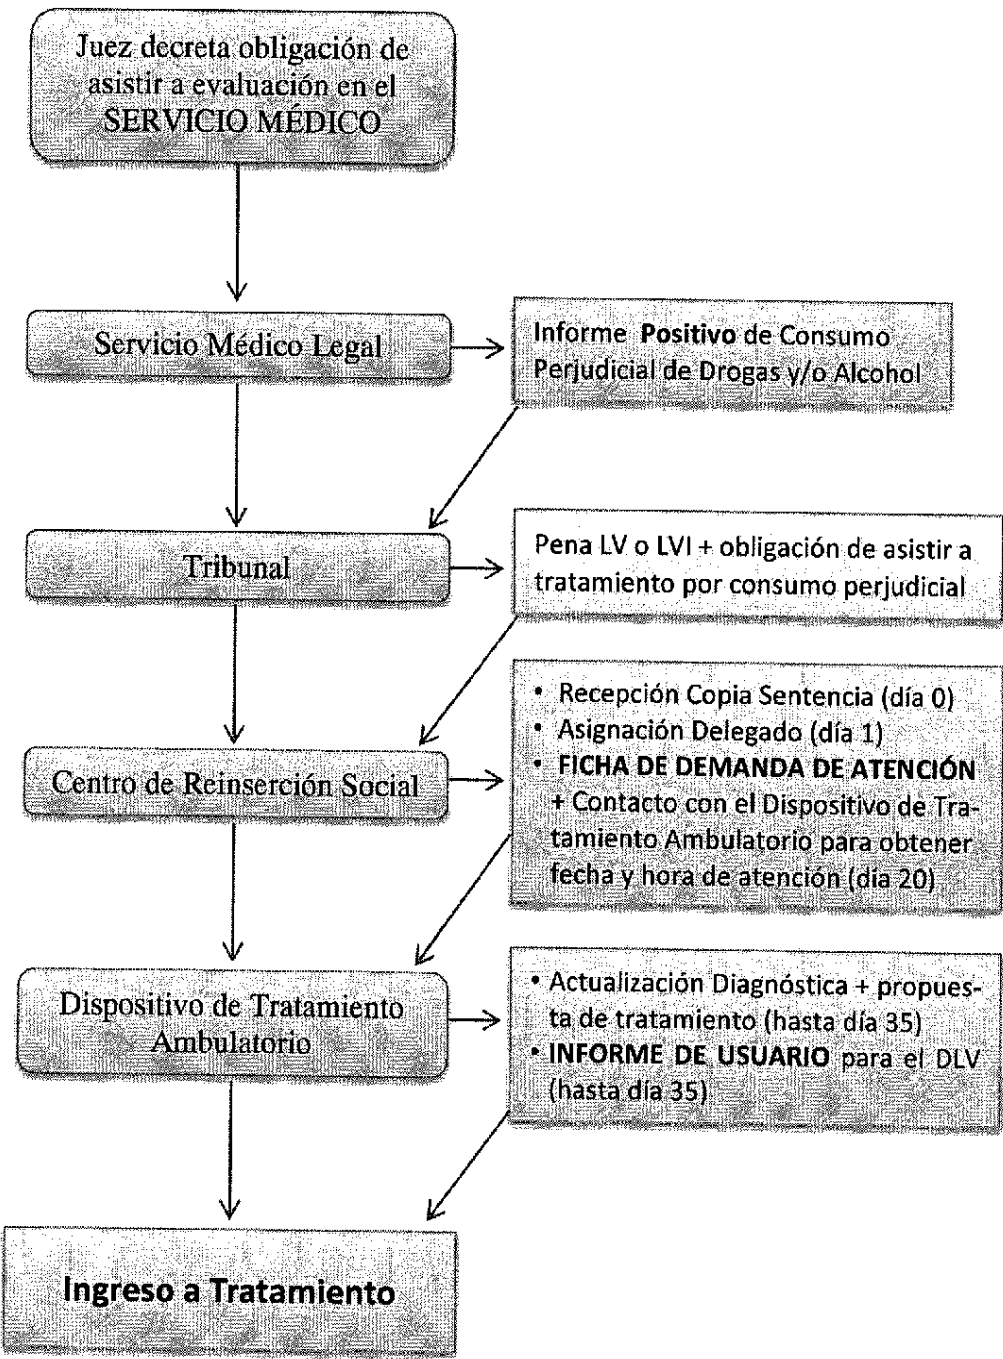 Juez decreta obligación de
asistir a evaluación en el
SERVICIO MÉDICO
Servicio Médico Legal
Informe Positivo de Consumo
Perjudicial de Drogas y/o Alcohol
Tribunal
Pena LV o LVI + obligación de asistir a
tratamiento por consumo perjudicial
Centro de Reinserción Social
• Recepción Copia Sentencia (día 0)
• Asignación Delegado (día 1)
• FICHA DE DEMANDA DE ATENCIÓN
+ Contacto con el Dispositivo de Tra-
tamiento Ambulatorio para obtener
fecha y hora de atención (día 20)
Dispositivo de Tratamiento
Ambulatorio
• Actualización Diagnóstica + propues-
ta de tratamiento (hasta día 35)
• INFORME DE USUARIO para el DLV
(hasta día 35)
Ingreso a Tratamiento